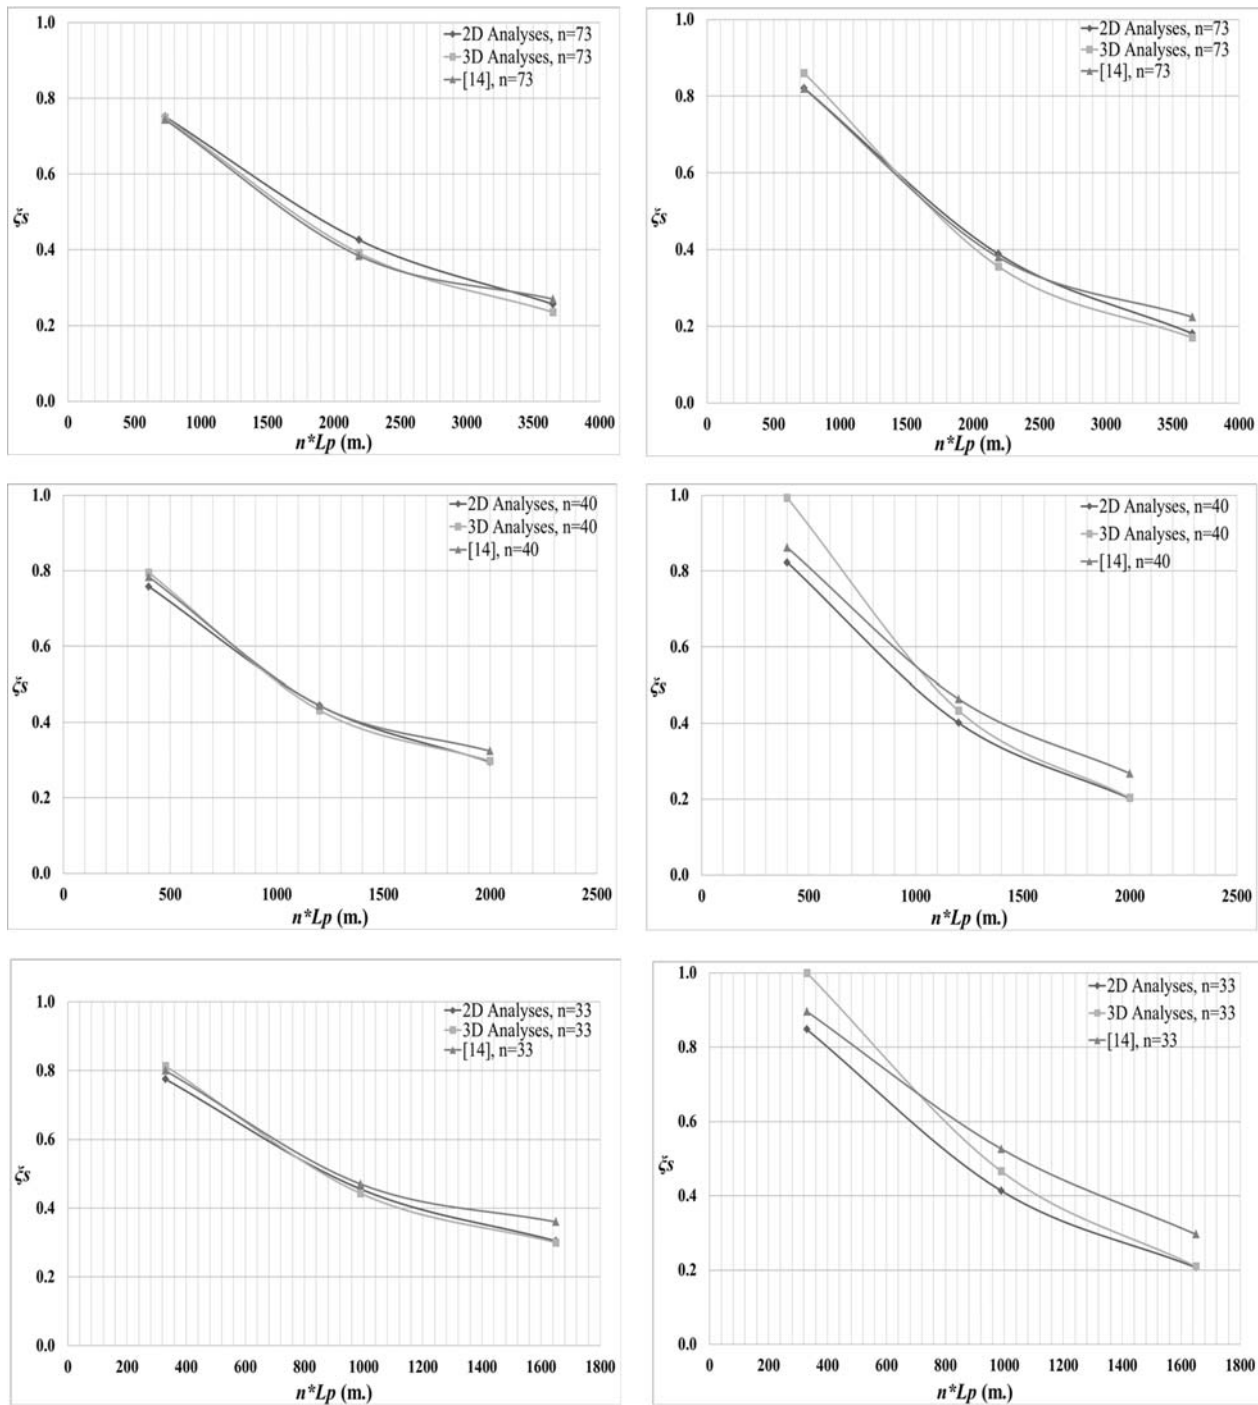 1.0
0.8
0.6
ξs
0.4
0.2
0.0
2D Analyses, n=73
3D Analyses, n=73
[14], n=73
0 500 1000 1500 2000 2500 3000 3500 4000
n*Lp (m.)
1.0
0.8
0.6
ξs
0.4
0.2
0.0
2D Analyses, n=73
3D Analyses, n=73
[14], n=73
0 500 1000 1500 2000 2500 3000 3500 4000
n*Lp (m.)
1.0
0.8
0.6
ξs
0.4
0.2
0.0
2D Analyses, n=40
3D Analyses, n=40
[14], n=40
0 500 1000 1500 2000 2500
n*Lp (m.)
1.0
0.8
0.6
ξs
0.4
0.2
0.0
2D Analyses, n=40
3D Analyses, n=40
[14], n=40
0 500 1000 1500 2000 2500
n*Lp (m.)
1.0
0.8
0.6
ξs
0.4
0.2
0.0
2D Analyses, n=33
3D Analyses, n=33
[14], n=33
0 200 400 600 800 1000 1200 1400 1600 1800
n*Lp (m.)
1.0
0.8
0.6
ξs
0.4
0.2
0.0
2D Analyses, n=33
3D Analyses, n=33
[14], n=33
0 200 400 600 800 1000 1200 1400 1600 1800
n*Lp (m.)